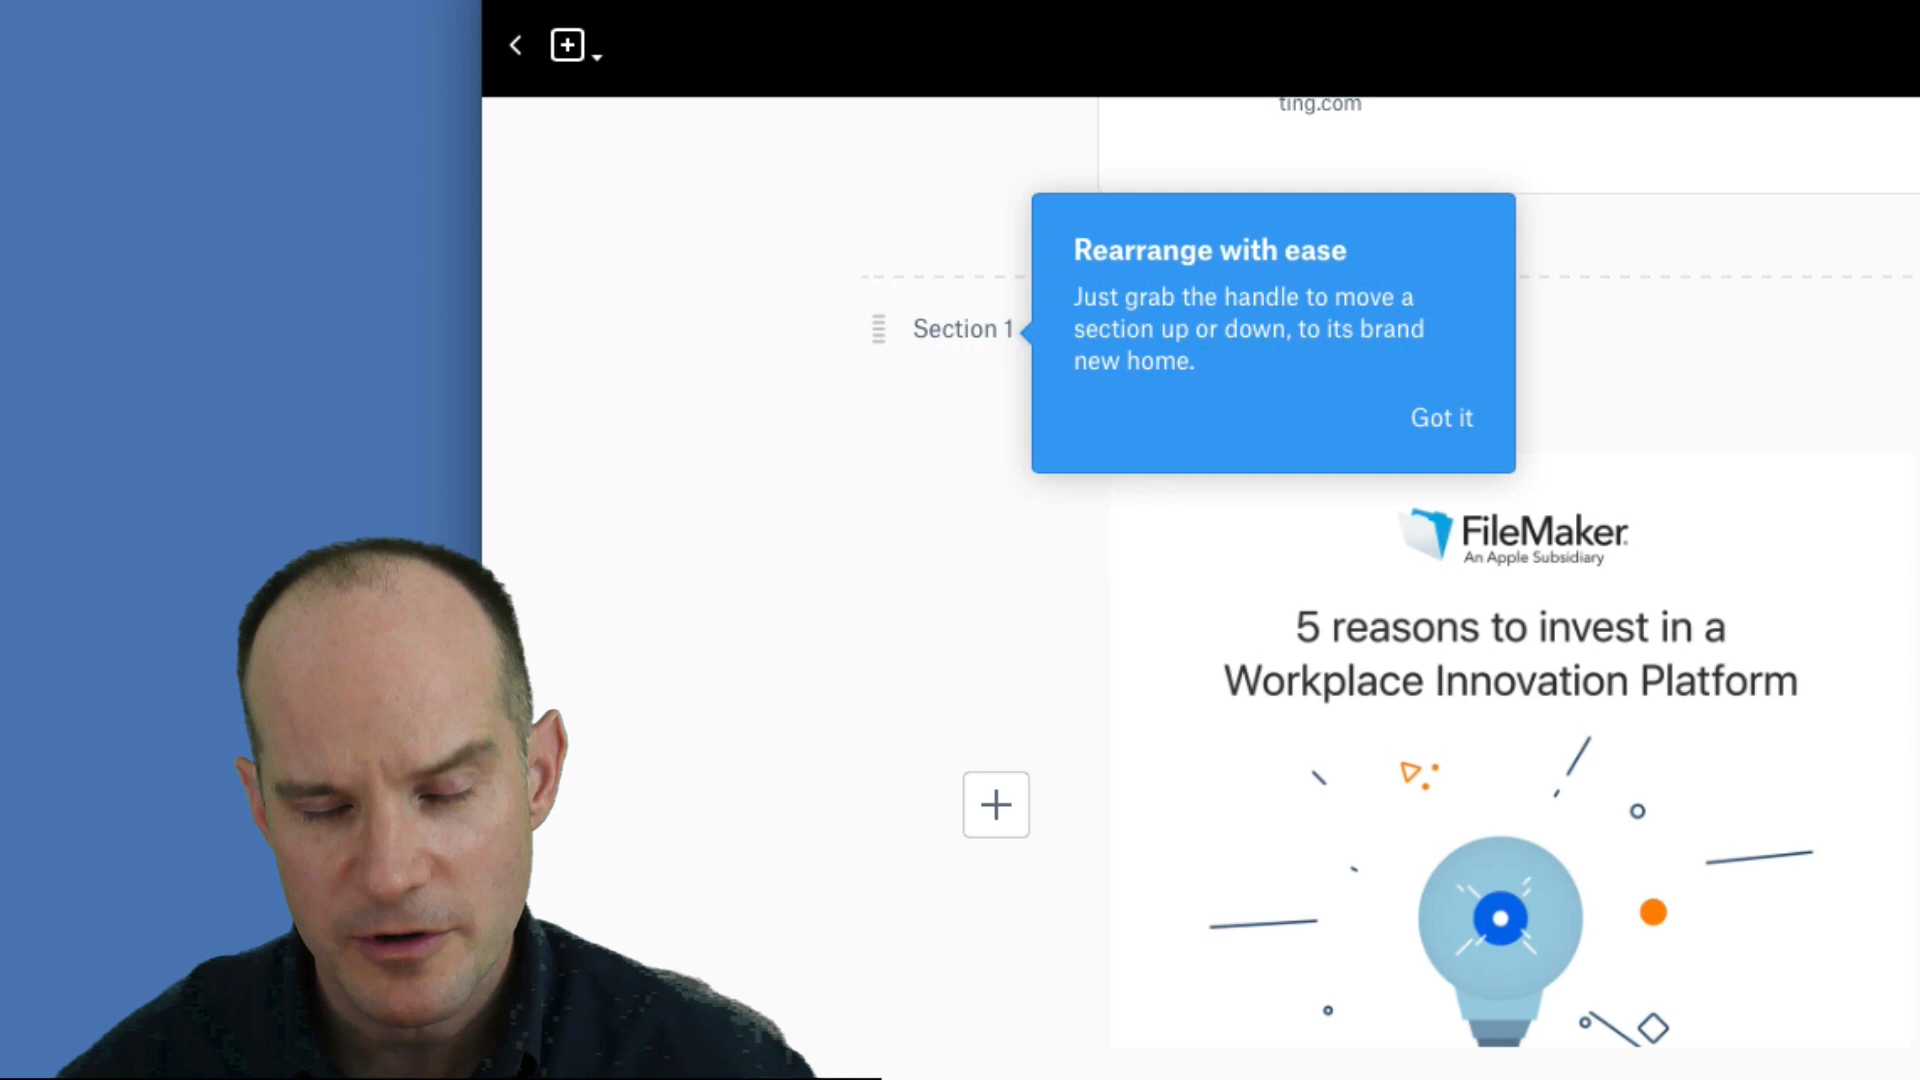 ting.com
Rearrange with ease
Just grab the handle to move a
section up or down, to its brand
new home.
Section 1
Got it
FileMaker
An Apple Subsidiary
5 reasons to invest in a
Workplace Innovation Platform